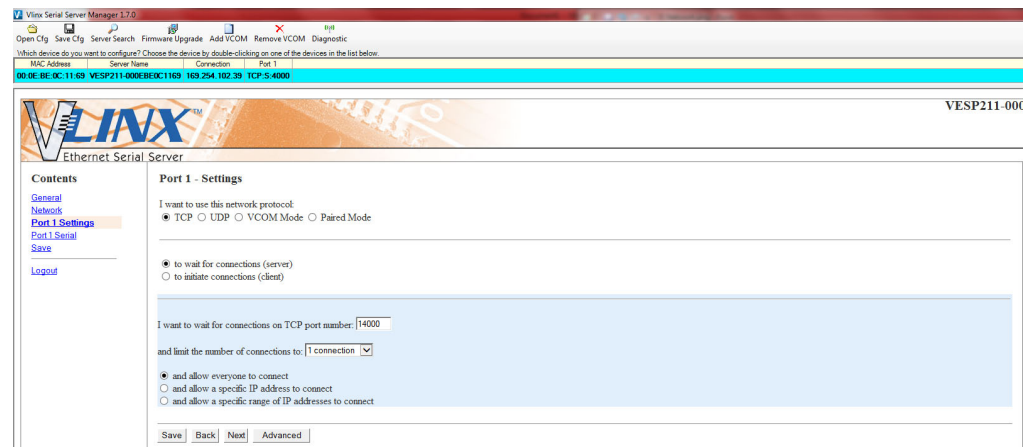 Vlinx Serial Server Manager 1.7.0
Open Cfg Save Cfg Server Search Firmware Upgrade Add VCOM Remove VCOM Diagnostic
Which device do you want to configure? Choose the device by double-clicking on one of the devices in the list below.
MAC Address Server Name Connection Port 1
00:0E:BE:0C:11:69 VESP211-000EBE0C1169 169.254.102.39 TCP:S:4000
VLINX TM
Ethernet Serial Server
VESP211-000
Contents
General
Network
Port 1 Settings
Port 1 Serial
Save
Logout
Port 1 - Settings
I want to use this network protocol:
TCP UDP VCOM Mode Paired Mode
to wait for connections (server)
to initiate connections (client)
I want to wait for connections on TCP port number: 14000
and limit the number of connections to: 1 connection
and allow everyone to connect
and allow a specific IP address to connect
and allow a specific range of IP addresses to connect
Save Back Next Advanced